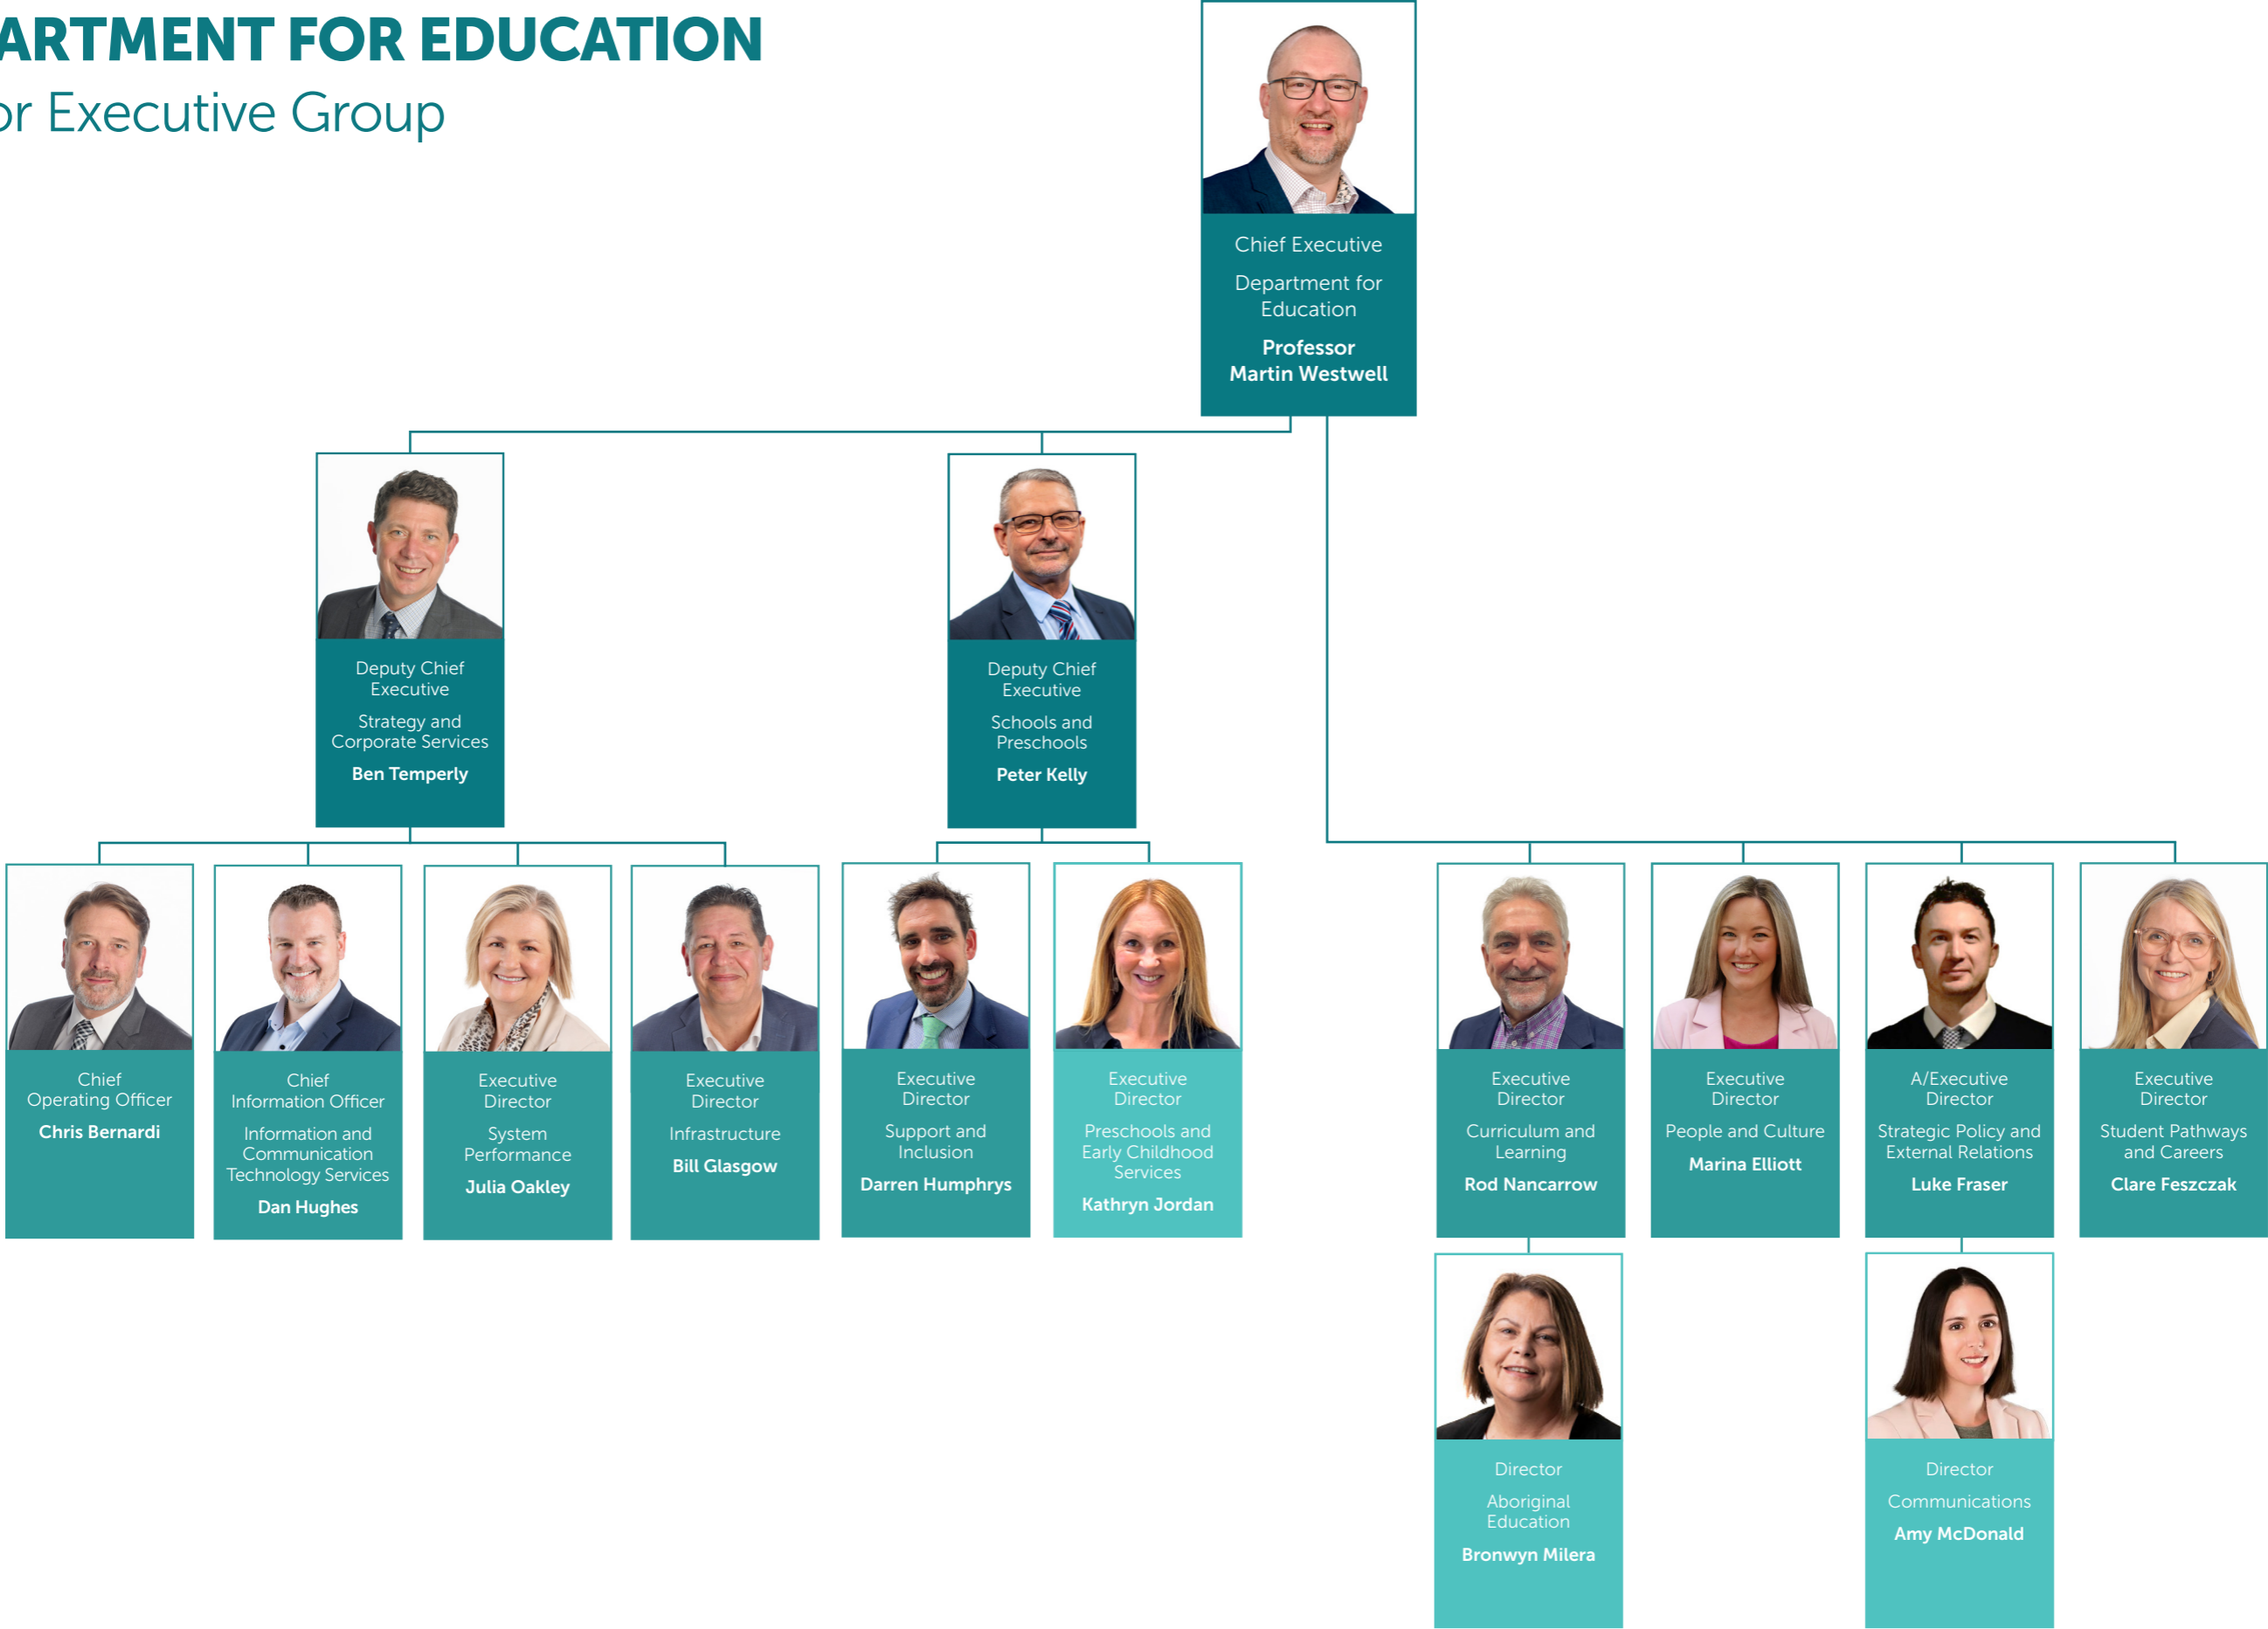 ARTMENT FOR EDUCATION
or Executive Group
Chief Executive
Department for
Education
Professor
Martin Westwell
Deputy Chief
Executive
Strategy and
Corporate Services
Ben Temperly
Deputy Chief
Executive
Schools and
Preschools
Peter Kelly
Chief
Operating Officer
Chris Bernardi
Chief
Information Officer
Information and
Communication
Technology Services
Dan Hughes
Executive
Director
System
Performance
Julia Oakley
Executive
Director
Infrastructure
Bill Glasgow
Executive
Director
Support and
Inclusion
Darren Humphrys
Executive
Director
Preschools and
Early Childhood
Services
Kathryn Jordan
Executive
Director
Curriculum and
Learning
Rod Nancarrow
Executive
Director
People and Culture
Marina Elliott
A/Executive
Director
Strategic Policy and
External Relations
Luke Fraser
Executive
Director
Student Pathways
and Careers
Clare Feszczak
Director
Aboriginal
Education
Bronwyn Milera
Director
Communications
Amy McDonald